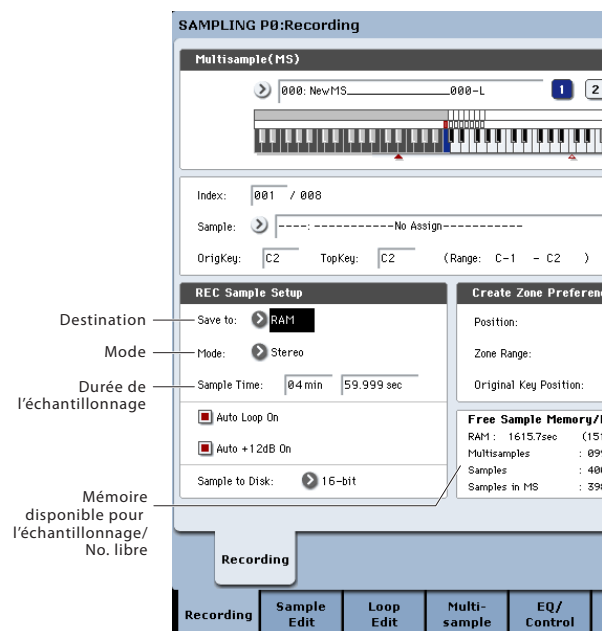 SAMPLING P0:Recording
Multisample(MS)
000: NewMS____________000-L
1
2
Index: 001 / 008
Sample: ----: -------------No Assign-------------
OrigKey: C2 TopKey: C2 (Range: C-1 - C2 )
REC Sample Setup
Save to: RAM
Mode: Stereo
Sample Time: 04 min 59.999 sec
Auto Loop On
Auto +12dB On
Sample to Disk: 16-bit
Position:
Zone Range:
Original Key Position:
RAM : 1615.7sec
Multisamples :
Samples :
Samples in MS :
Destination
Mode
Durée de
l'échantillonnage
Mémoire
disponible pour
l'échantillonnage/
No. libre
Recording
Recording
Sample
Edit
Loop
Edit
Multi-
sample
EQ/
Control